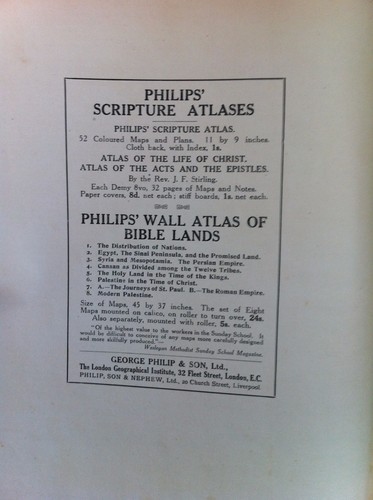 PHILIPS'
SCRIPTURE ATLASES
PHILIPS' SCRIPTURE ATLAS.
52 Coloured Maps and Plans. 11 by 9 inches.
Cloth back, with Index, 1s.
ATLAS OF THE LIFE OF CHRIST.
ATLAS OF THE ACTS AND THE EPISTLES.
By the Rev. J. F. Stirling.
Each Demy 8vo, 32 pages of Maps and Notes.
Paper covers, 8d. net each; stiff boards, 1s. net each.
PHILIPS' WALL ATLAS OF
BIBLE LANDS
1. The Distribution of Nations.
2. Egypt, The Sinai Peninsula, and the Promised Land.
3. Syria and Mesopotamia. The Persian Empire.
4. Canaan as Divided among the Twelve Tribes.
5. The Holy Land in the Time of the Kings.
6. Palestine in the Time of Christ.
7. A.—The Journeys of St. Paul. B.—The Roman Empire.
8. Modern Palestine.
Size of Maps, 45 by 37 inches. The set of Eight
Maps mounted on calico, on roller to turn over, 24s.
Also separately, mounted with roller, 5s. each.
"Of the highest value to the workers in the Sunday School. It
would be difficult to conceive of any maps more carefully designed
and more skilfully produced."—
Wesleyan Methodist Sunday School Magazine.
GEORGE PHILIP & SON, Ltd.,
The London Geographical Institute, 32 Fleet Street, London, E.C.
PHILIP, SON & NEPHEW, Ltd., 20 Church Street, Liverpool.